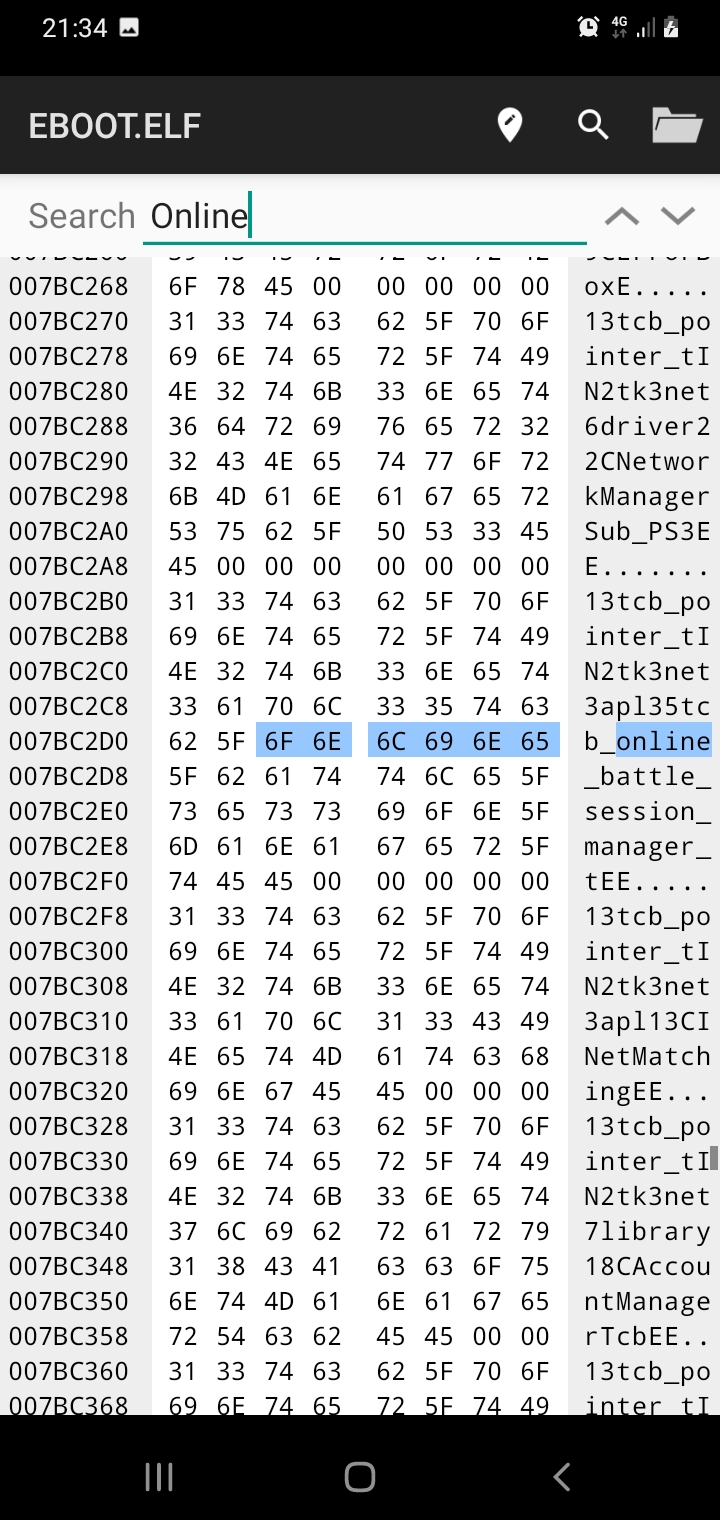 21:34 4G
EBOOT.ELF
Search Online
007BC268 6F 78 45 00 00 00 00 00 oxE.....
007BC270 31 33 74 63 62 5F 70 6F 13tcb_po
007BC278 69 6E 74 65 72 5F 74 49 inter_tI
007BC280 4E 32 74 6B 33 6E 65 74 N2tk3net
007BC288 36 64 72 69 76 65 72 32 6driver2
007BC290 32 43 4E 65 74 77 6F 72 2CNetwor
007BC298 6B 4D 61 6E 61 67 65 72 kManager
007BC2A0 53 75 62 5F 50 53 33 45 Sub_PS3E
007BC2A8 45 00 00 00 00 00 00 00 E.......
007BC2B0 31 33 74 63 62 5F 70 6F 13tcb_po
007BC2B8 69 6E 74 65 72 5F 74 49 inter_tI
007BC2C0 4E 32 74 6B 33 6E 65 74 N2tk3net
007BC2C8 33 61 70 6C 33 35 74 63 3apl35tc
007BC2D0 62 5F 6F 6E 6C 69 6E 65 b_online
007BC2D8 5F 62 61 74 74 6C 65 5F _battle_
007BC2E0 73 65 73 73 69 6F 6E 5F session_
007BC2E8 6D 61 6E 61 67 65 72 5F manager_
007BC2F0 74 45 45 00 00 00 00 00 tEE.....
007BC2F8 31 33 74 63 62 5F 70 6F 13tcb_po
007BC300 69 6E 74 65 72 5F 74 49 inter_tI
007BC308 4E 32 74 6B 33 6E 65 74 N2tk3net
007BC310 33 61 70 6C 31 33 43 49 3apl13CI
007BC318 4E 65 74 4D 61 74 63 68 NetMatch
007BC320 69 6E 67 45 45 00 00 00 ingEE...
007BC328 31 33 74 63 62 5F 70 6F 13tcb_po
007BC330 69 6E 74 65 72 5F 74 49 inter_tI
007BC338 4E 32 74 6B 33 6E 65 74 N2tk3net
007BC340 37 6C 69 62 72 61 72 79 7library
007BC348 31 38 43 41 63 63 6F 75 18CAccou
007BC350 6E 74 4D 61 6E 61 67 65 ntManage
007BC358 72 54 63 62 45 45 00 00 rTcbEE..
007BC360 31 33 74 63 62 5F 70 6F 13tcb_po
007BC368 69 6E 74 65 72 5F 74 49 inter_tI